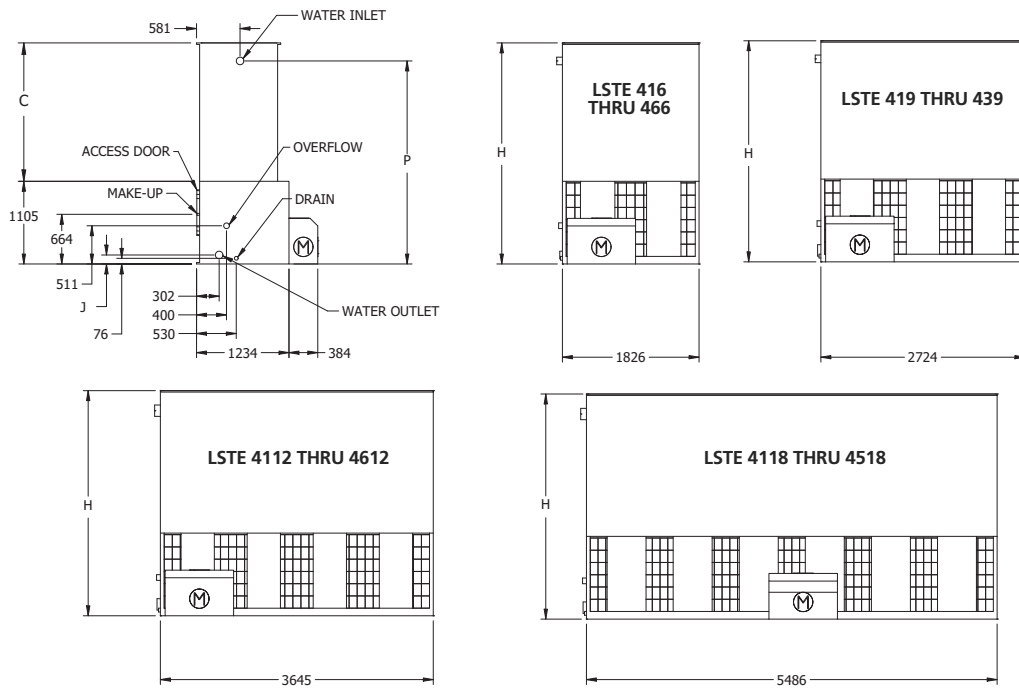 581
WATER INLET
C
P
ACCESS DOOR
OVERFLOW
MAKE-UP
DRAIN
1105
664
M
511
302
J
400
WATER OUTLET
76
530
1234
384
LSTE 416
THRU 466
H
M
1826
LSTE 419 THRU 439
H
M
2724
LSTE 4112 THRU 4612
H
M
3645
LSTE 4118 THRU 4518
H
M
5486